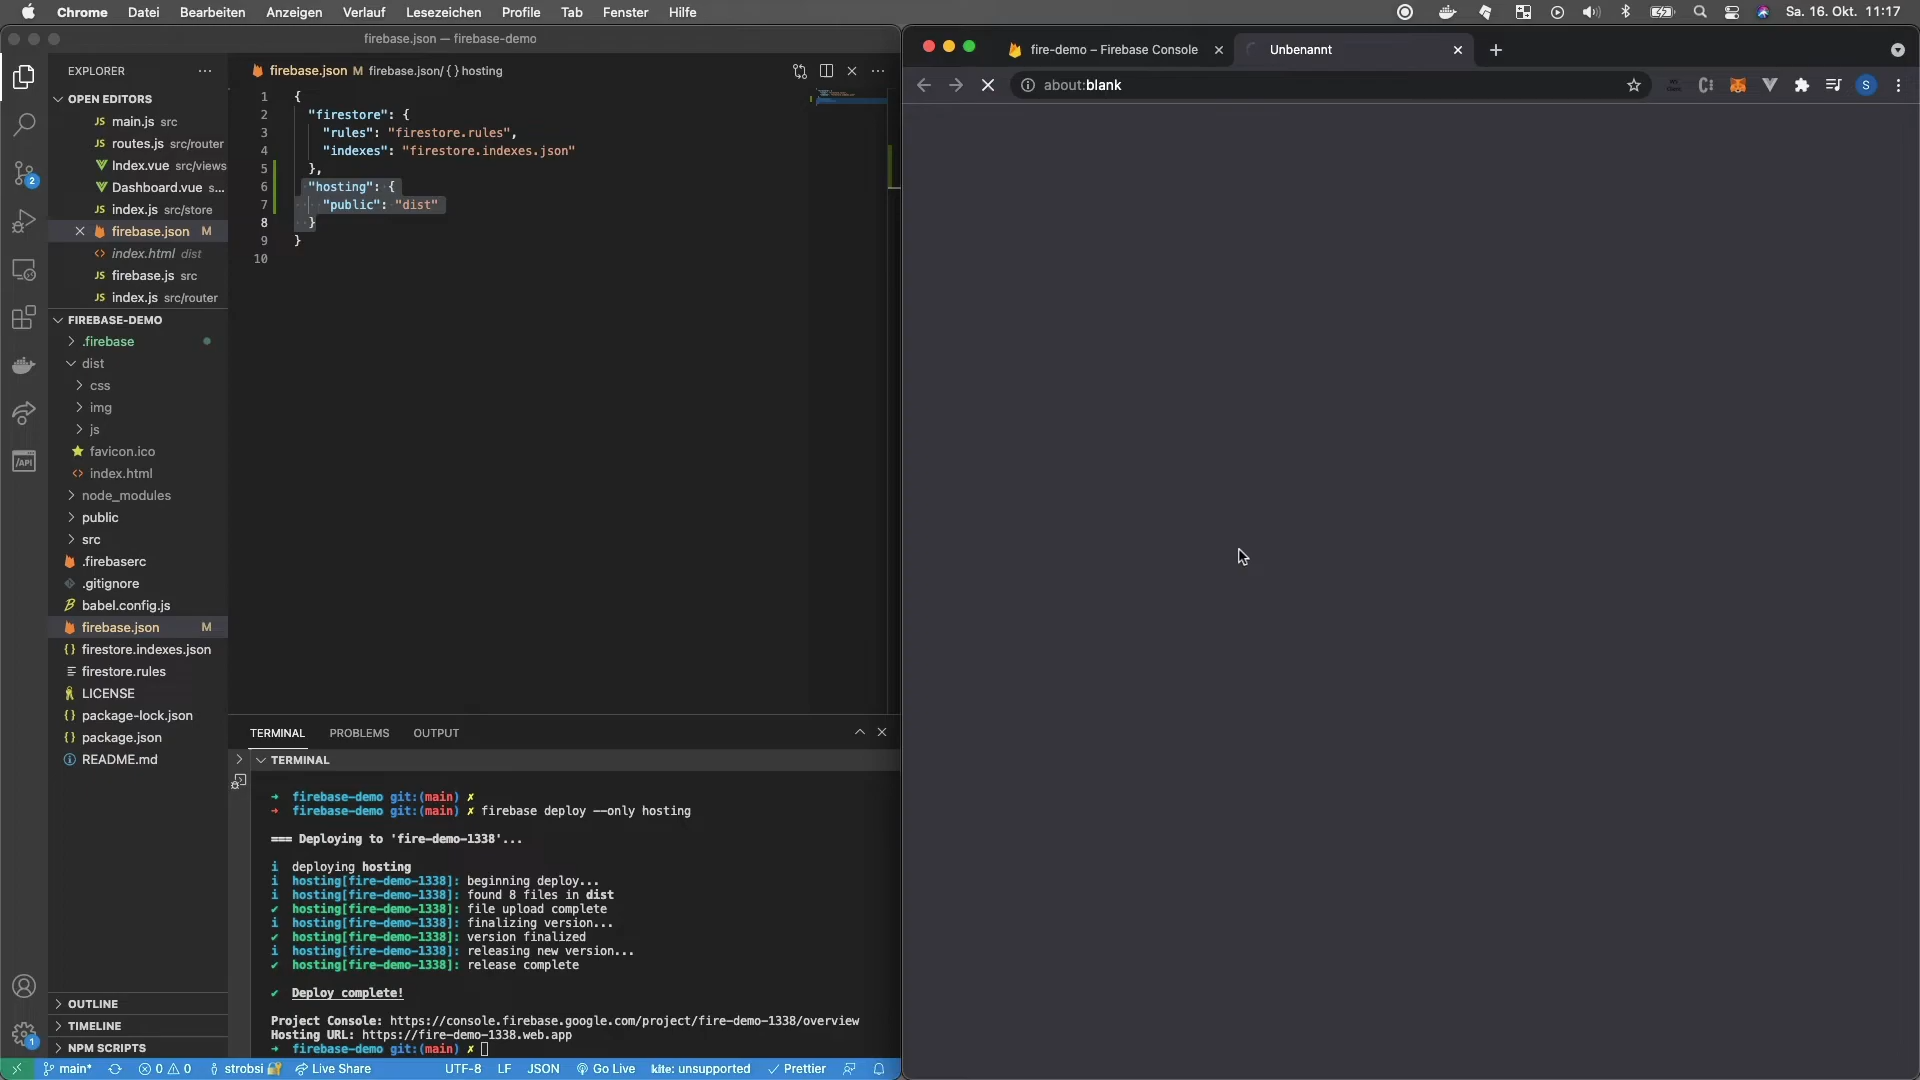 Chrome Datei Bearbeiten Anzeigen Verlauf Lesezeichen Profile Tab Fenster Hilfe
Sa. 16. Okt. 11:17
firebase.json — firebase-demo
EXPLORER
OPEN EDITORS
JS main.js src
JS routes.js src/router
Index.vue src/views
Dashboard.vue s...
JS index.js src/store
firebase.json M
index.html dist
JS firebase.js src
JS index.js src/router
FIREBASE-DEMO
.firebase
dist
css
img
js
favicon.ico
index.html
node_modules
public
src
.firebaserc
.gitignore
babel.config.js
firebase.json M
firestore.indexes.json
firestore.rules
LICENSE
package-lock.json
package.json
README.md
OUTLINE
TIMELINE
NPM SCRIPTS
2
/API
1
firebase.json M firebase.json/{ } hosting
1 {
2 "firestore": {
3 "rules": "firestore.rules",
4 "indexes": "firestore.indexes.json"
5 },
6 "hosting": {
7 "public": "dist"
8 }
9 }
10
TERMINAL PROBLEMS OUTPUT
TERMINAL
➜ firebase-demo git:(main) ✗
➜ firebase-demo git:(main) ✗ firebase deploy --only hosting
=== Deploying to 'fire-demo-1338'...
i deploying hosting
i hosting[fire-demo-1338]: beginning deploy...
i hosting[fire-demo-1338]: found 8 files in dist
✔ hosting[fire-demo-1338]: file upload complete
i hosting[fire-demo-1338]: finalizing version...
✔ hosting[fire-demo-1338]: version finalized
i hosting[fire-demo-1338]: releasing new version...
✔ hosting[fire-demo-1338]: release complete
✔ Deploy complete!
Project Console: https://console.firebase.google.com/project/fire-demo-1338/overview
Hosting URL: https://fire-demo-1338.web.app
➜ firebase-demo git:(main) ✗
main* 0 0 strobsi Live Share UTF-8 LF JSON Go Live kite: unsupported Prettier
fire-demo – Firebase Console
Unbenannt
about:blank
S